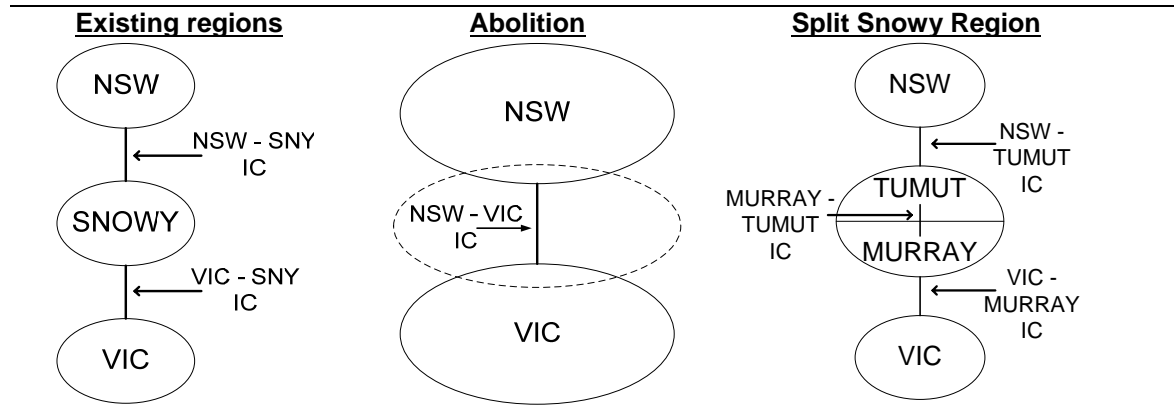 Existing regions
NSW
NSW - SNY
IC
SNOWY
VIC - SNY
IC
VIC
Abolition
NSW
NSW - VIC
IC
VIC
Split Snowy Region
NSW
NSW -
TUMUT
IC
TUMUT
MURRAY -
TUMUT
IC
MURRAY
VIC -
MURRAY
IC
VIC